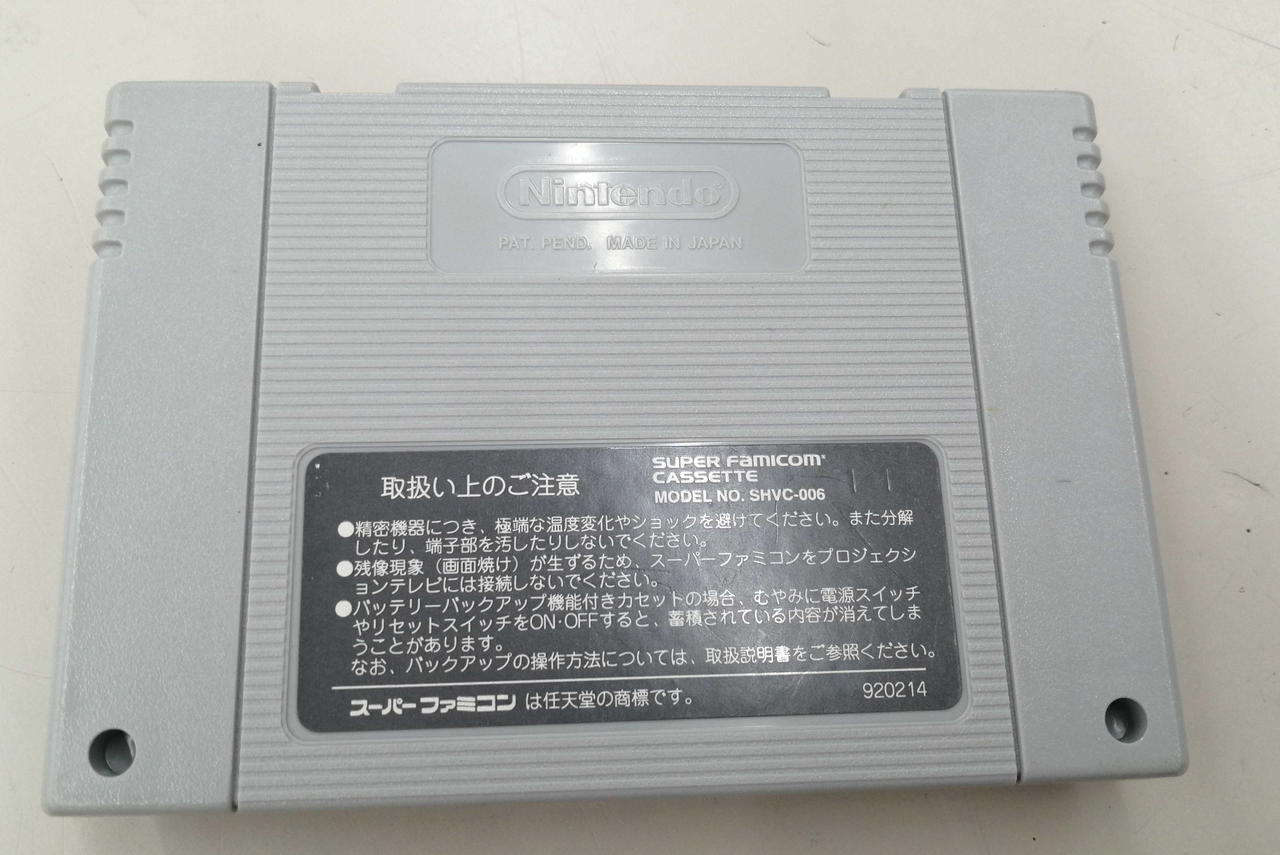 Nintendo
PAT. PEND. MADE IN JAPAN
取扱い上のご注意
SUPER FAMICOM
CASSETTE
MODEL NO. SHVC-006
●精密機器につき、極端な温度変化やショックを避けてください。また分解
したり、端子部を汚したりしないでください。
●残像現象（画面焼け）が生ずるため、スーパーファミコンをプロジェクシ
ョンテレビには接続しないでください。
●バッテリーバックアップ機能付きカセットの場合、むやみに電源スイッチ
やリセットスイッチをON・OFFすると、蓄積されている内容が消えてしま
うことがあります。
なお、バックアップの操作方法については、取扱説明書をご参照ください。
スーパーファミコン は任天堂の商標です。
920214